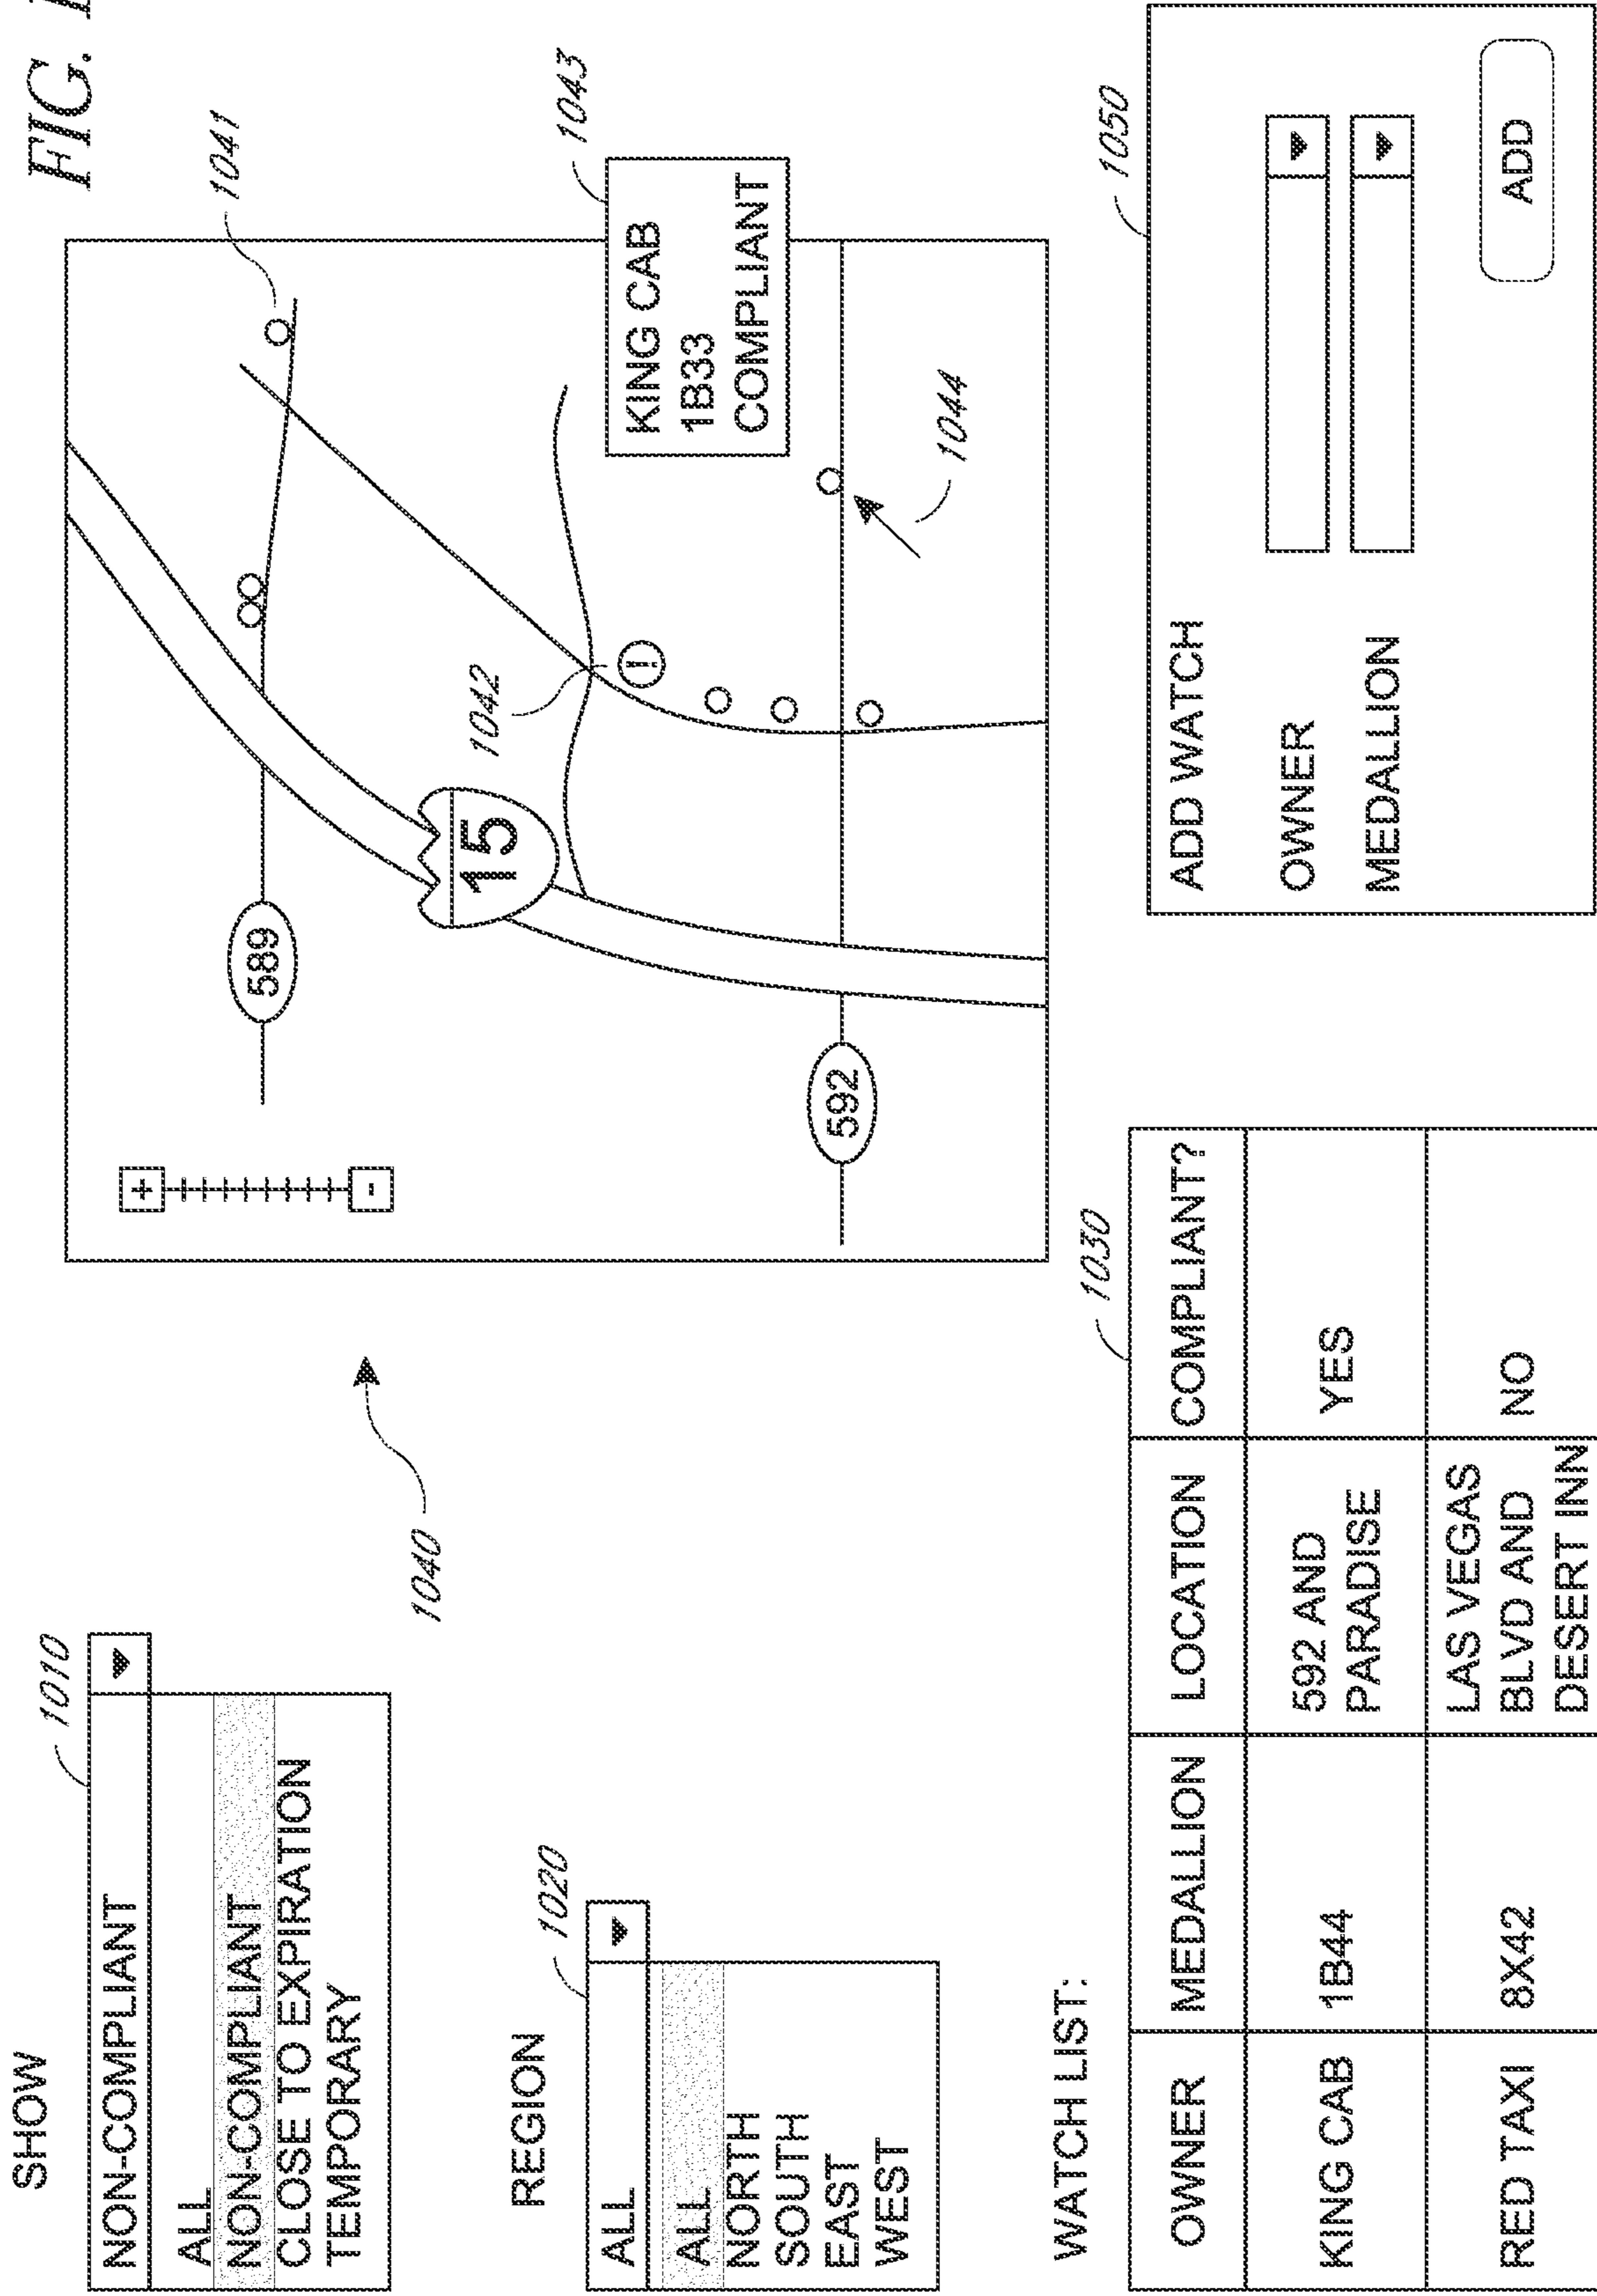 FIG.
SHOW
1010
NON-COMPLIANT
ALL
NON-COMPLIANT
CLOSE TO EXPIRATION
TEMPORARY
REGION
1020
ALL
ALL
NORTH
SOUTH
EAST
WEST
1040
+
-
589
15
592
1041
1042
1043
KING CAB
1B33
COMPLIANT
1044
!
WATCH LIST:
1030
OWNER MEDALLION LOCATION COMPLIANT?
KING CAB 1B44 592 AND PARADISE YES
RED TAXI 8X42 LAS VEGAS BLVD AND DESERT INN NO
1050
ADD WATCH
OWNER
MEDALLION
ADD